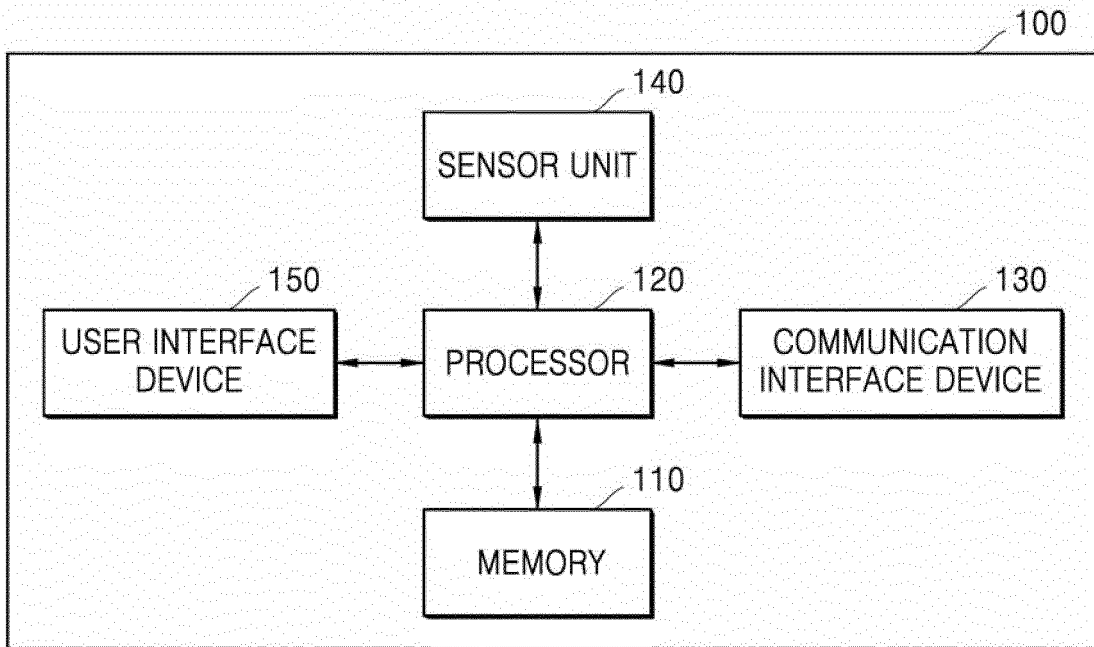 100
140
SENSOR UNIT
150
120
130
USER INTERFACE
DEVICE
PROCESSOR
COMMUNICATION
INTERFACE DEVICE
110
MEMORY